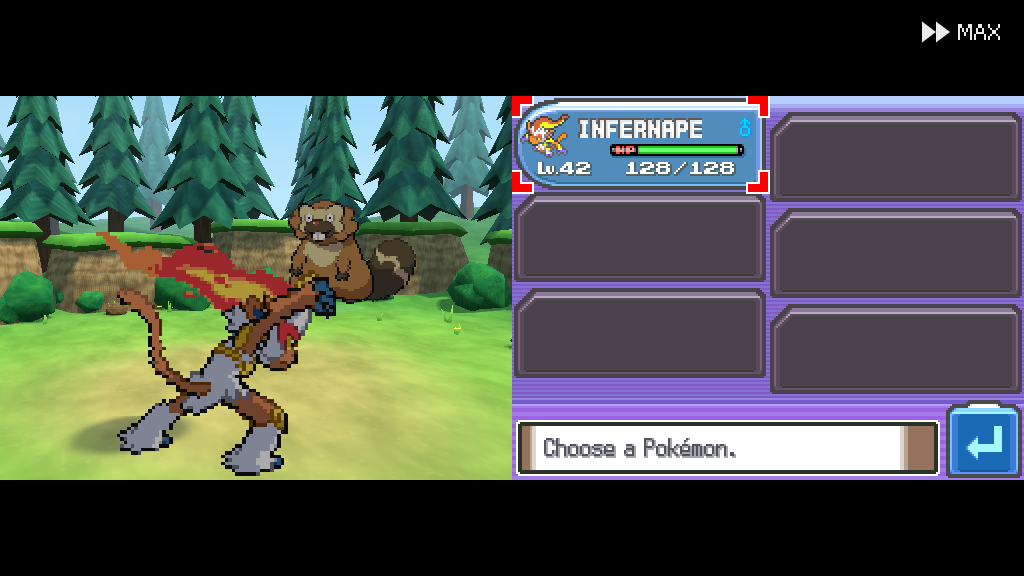 MAX
INFERNAPE ♂
HP
Lv.42 128/128
Choose a Pokémon.